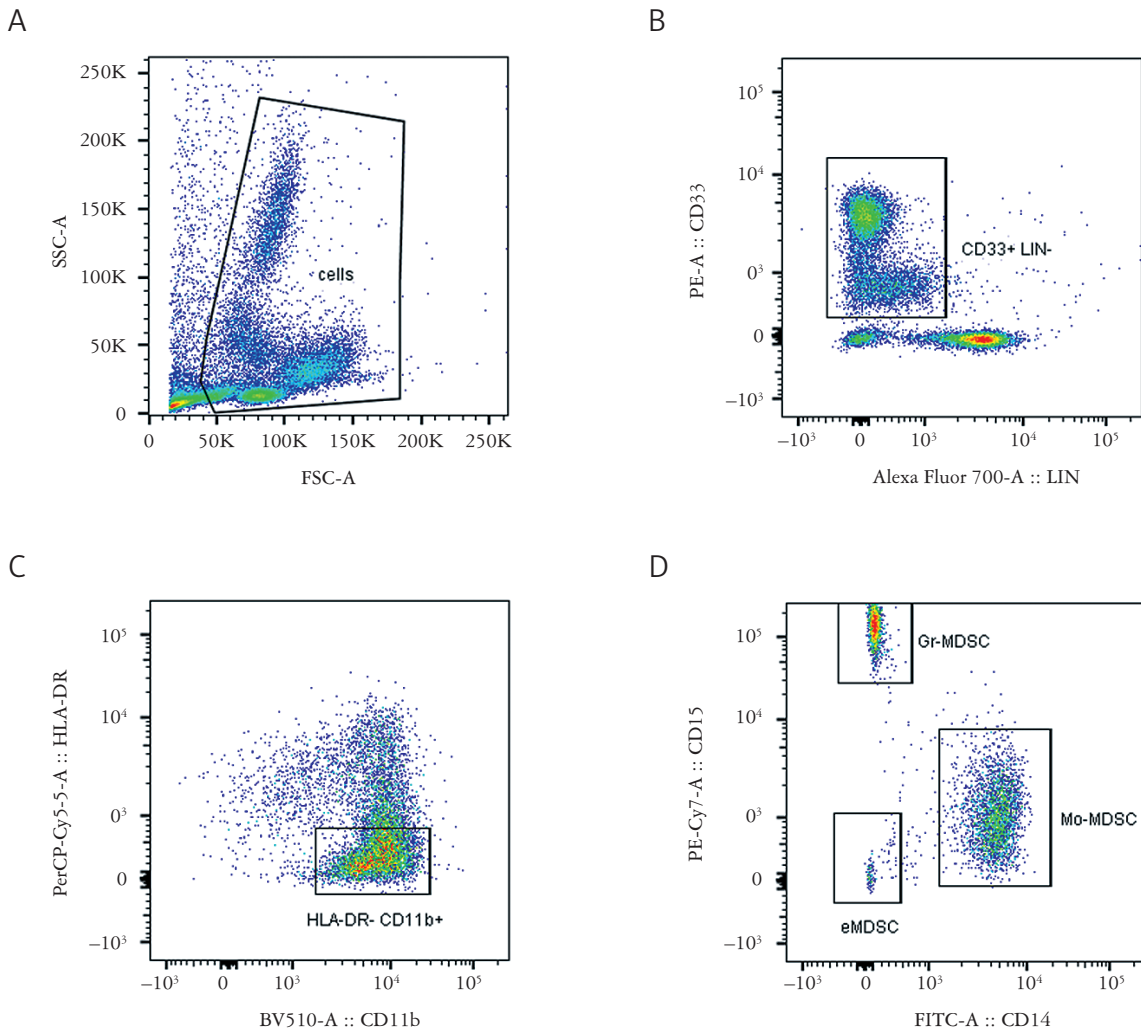 A
250K
200K
150K
100K
50K
0
SSC-A
cells
0
50K
100K
150K
200K
250K
FSC-A
B
10⁵
10⁴
0³
0
–10³
PE-A :: CD33
CD33+ LIN-
–10³
0
10³
10⁴
10⁵
Alexa Fluor 700-A :: LIN
C
10⁵
10⁴
0³
0
–10³
PerCP-Cy5-5-A :: HLA-DR
HLA-DR- CD11b+
–10³
0
10³
10⁴
10⁵
BV510-A :: CD11b
D
10⁵
10⁴
0³
0
–10³
PE-Cy7-A :: CD15
Gr-MDSC
Mo-MDSC
eMDSC
–10³
0
10³
10⁴
10⁵
FITC-A :: CD14